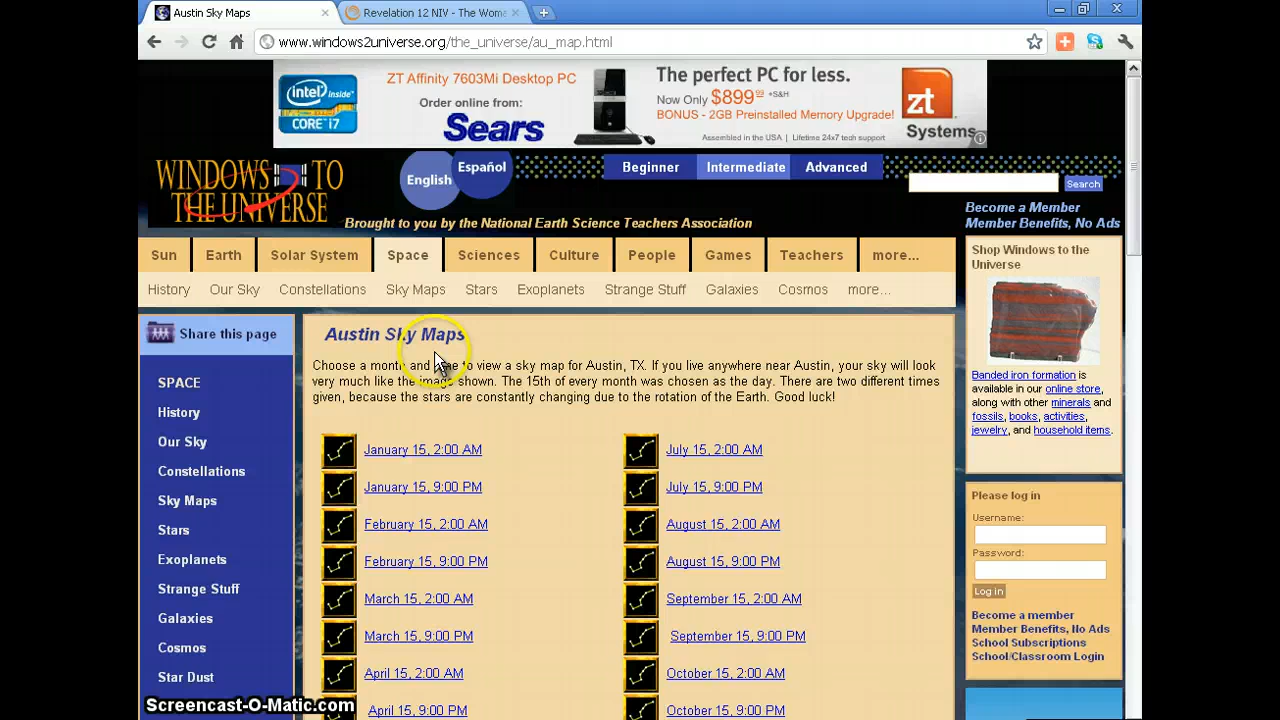 Austin Sky Maps
Revelation 12 NIV - The Woma
www.windows2universe.org/the_universe/au_map.html
intel inside
CORE i7
ZT Affinity 7603Mi Desktop PC
Order online from:
Sears
The perfect PC for less.
Now Only $899.99 +S&H
BONUS - 2GB Preinstalled Memory Upgrade!
Assembled in the USA | Lifetime 24x7 tech support
zt
Systems
WINDOWS TO
THE UNIVERSE
English
Español
Beginner
Intermediate
Advanced
Search
Brought to you by the National Earth Science Teachers Association
Become a Member
Member Benefits, No Ads
Sun
Earth
Solar System
Space
Sciences
Culture
People
Games
Teachers
more...
History
Our Sky
Constellations
Sky Maps
Stars
Exoplanets
Strange Stuff
Galaxies
Cosmos
more...
Share this page
SPACE
History
Our Sky
Constellations
Sky Maps
Stars
Exoplanets
Strange Stuff
Galaxies
Cosmos
Star Dust
Austin Sky Maps
Choose a month and time to view a sky map for Austin, TX. If you live anywhere near Austin, your sky will look
very much like the image shown. The 15th of every month was chosen as the day. There are two different times
given, because the stars are constantly changing due to the rotation of the Earth. Good luck!
January 15, 2:00 AM
January 15, 9:00 PM
February 15, 2:00 AM
February 15, 9:00 PM
March 15, 2:00 AM
March 15, 9:00 PM
April 15, 2:00 AM
April 15, 9:00 PM
July 15, 2:00 AM
July 15, 9:00 PM
August 15, 2:00 AM
August 15, 9:00 PM
September 15, 2:00 AM
September 15, 9:00 PM
October 15, 2:00 AM
October 15, 9:00 PM
Shop Windows to the
Universe
Banded iron formation is
available in our online store,
along with other minerals and
fossils, books, activities,
jewelry, and household items.
Please log in
Username:
Password:
Log in
Become a member
Member Benefits, No Ads
School Subscriptions
School/Classroom Login
Screencast-O-Matic.com